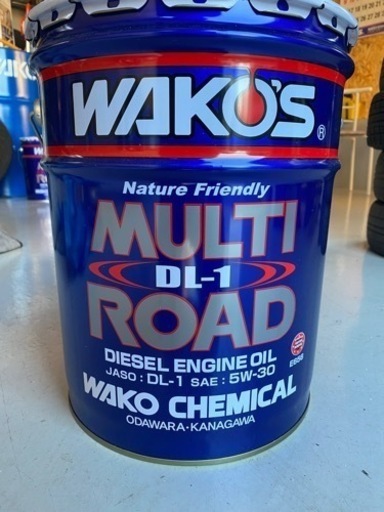 WAKO'S
®
Nature Friendly
MULTI
DL-1
ROAD
DIESEL ENGINE OIL
JASO : DL-1 SAE : 5W-30
WAKO CHEMICAL
ODAWARA·KANAGAWA